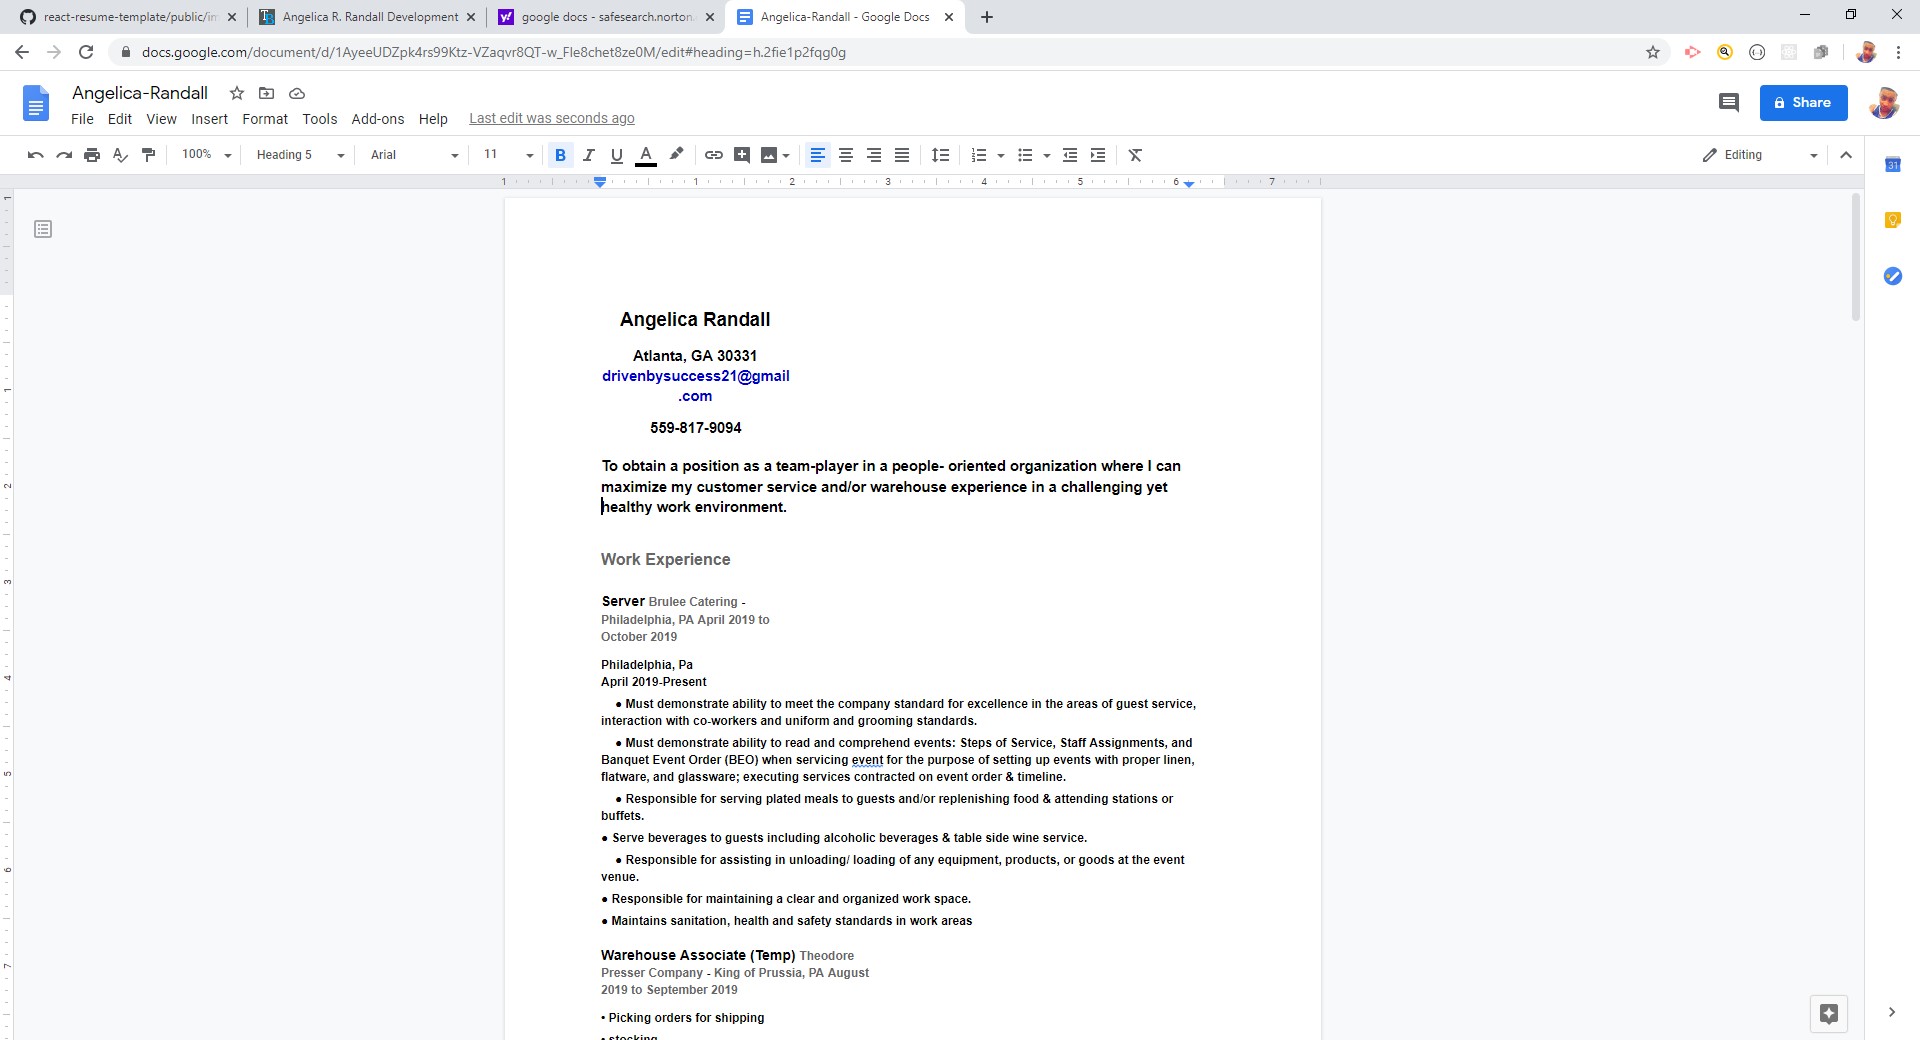 react-resume-template/public/im
Angelica R. Randall Development
google docs - safesearch.norton.
Angelica-Randall - Google Docs
docs.google.com/document/d/1AyeeUDZpk4rs99Ktz-VZaqvr8QT-w_Fle8chet8ze0M/edit#heading=h.2fie1p2fqg0g
Angelica-Randall
Share
File Edit View Insert Format Tools Add-ons Help Last edit was seconds ago
100% Heading 5 Arial 11 B I U A Editing
1 1 2 3 4 5 6 7
Angelica Randall
Atlanta, GA 30331
drivenbysuccess21@gmail
.com
559-817-9094
To obtain a position as a team-player in a people- oriented organization where I can
maximize my customer service and/or warehouse experience in a challenging yet
healthy work environment.
Work Experience
Server Brulee Catering -
Philadelphia, PA April 2019 to
October 2019
Philadelphia, Pa
April 2019-Present
● Must demonstrate ability to meet the company standard for excellence in the areas of guest service,
interaction with co-workers and uniform and grooming standards.
● Must demonstrate ability to read and comprehend events: Steps of Service, Staff Assignments, and
Banquet Event Order (BEO) when servicing event for the purpose of setting up events with proper linen,
flatware, and glassware; executing services contracted on event order & timeline.
● Responsible for serving plated meals to guests and/or replenishing food & attending stations or
buffets.
● Serve beverages to guests including alcoholic beverages & table side wine service.
● Responsible for assisting in unloading/ loading of any equipment, products, or goods at the event
venue.
● Responsible for maintaining a clear and organized work space.
● Maintains sanitation, health and safety standards in work areas
Warehouse Associate (Temp) Theodore
Presser Company - King of Prussia, PA August
2019 to September 2019
• Picking orders for shipping
• stocking